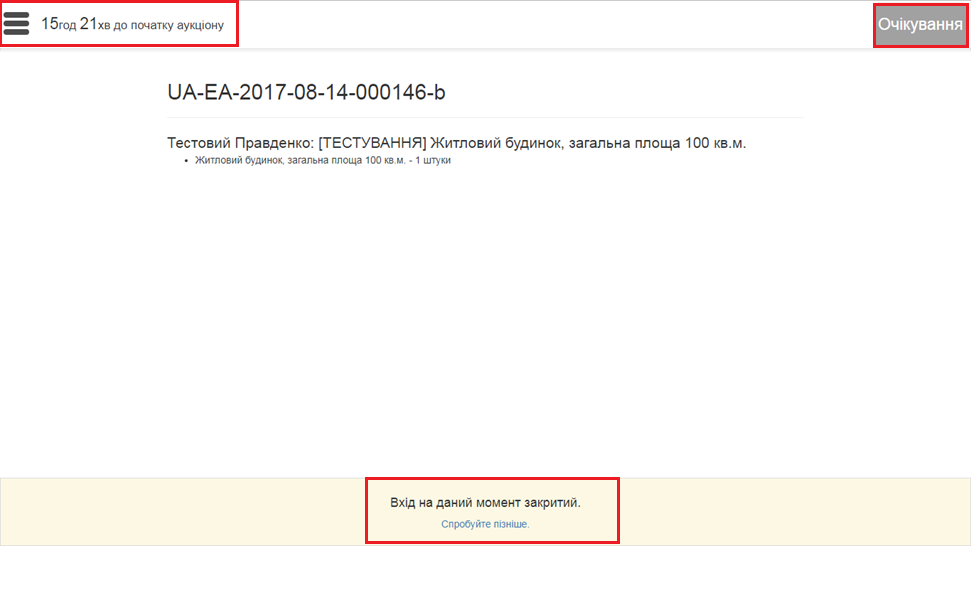 15год 21хв до початку аукціону
Очікування
UA-EA-2017-08-14-000146-b
Тестовий Правденко: [ТЕСТУВАННЯ] Житловий будинок, загальна площа 100 кв.м.
• Житловий будинок, загальна площа 100 кв.м. - 1 штуки
Вхід на даний момент закритий.
Спробуйте пізніше.